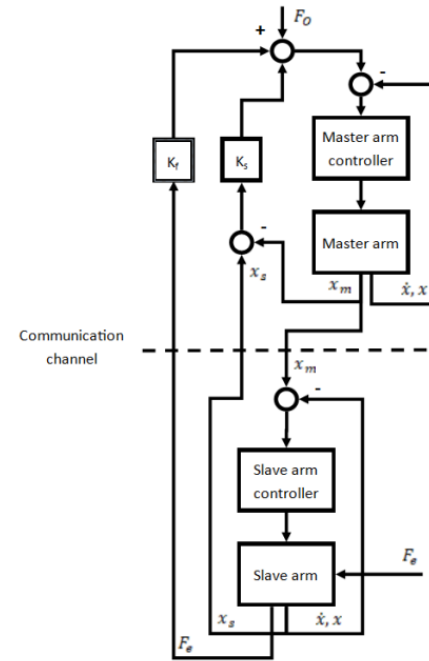 F_O
+
-
K_f
K_s
Master arm
controller
Master arm
-
x_s
x_m
ẋ, x
Communication
channel
x_m
-
Slave arm
controller
F_e
Slave arm
x_s
ẋ, x
F_e